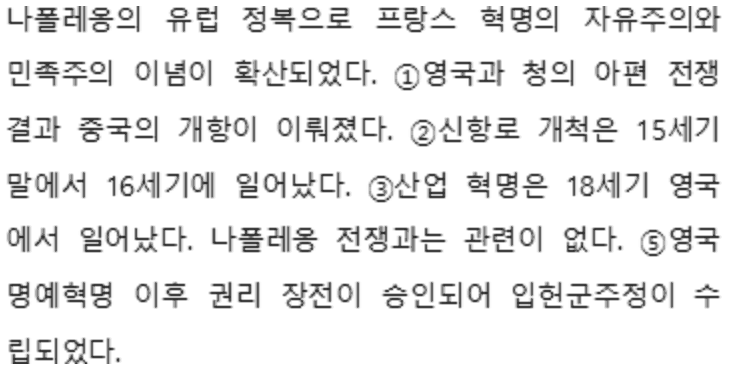 나폴레옹의 유럽 정복으로 프랑스 혁명의 자유주의와
민족주의 이념이 확산되었다. ①영국과 청의 아편 전쟁
결과 중국의 개항이 이뤄졌다. ②신항로 개척은 15세기
말에서 16세기에 일어났다. ③산업 혁명은 18세기 영국
에서 일어났다. 나폴레옹 전쟁과는 관련이 없다. ⑤영국
명예혁명 이후 권리 장전이 승인되어 입헌군주정이 수
립되었다.